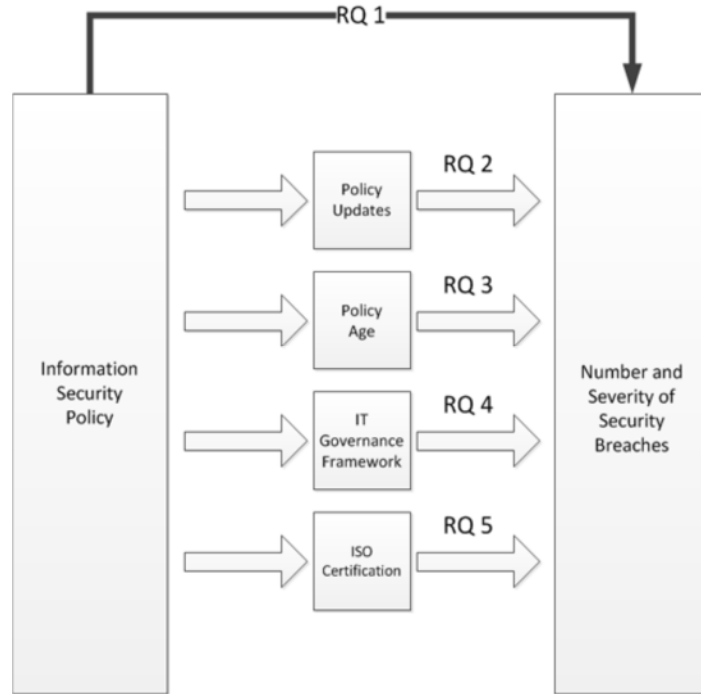 RQ 1
Information
Security
Policy
Policy
Updates
RQ 2
Policy
Age
RQ 3
IT
Governance
Framework
RQ 4
ISO
Certification
RQ 5
Number and
Severity of
Security
Breaches